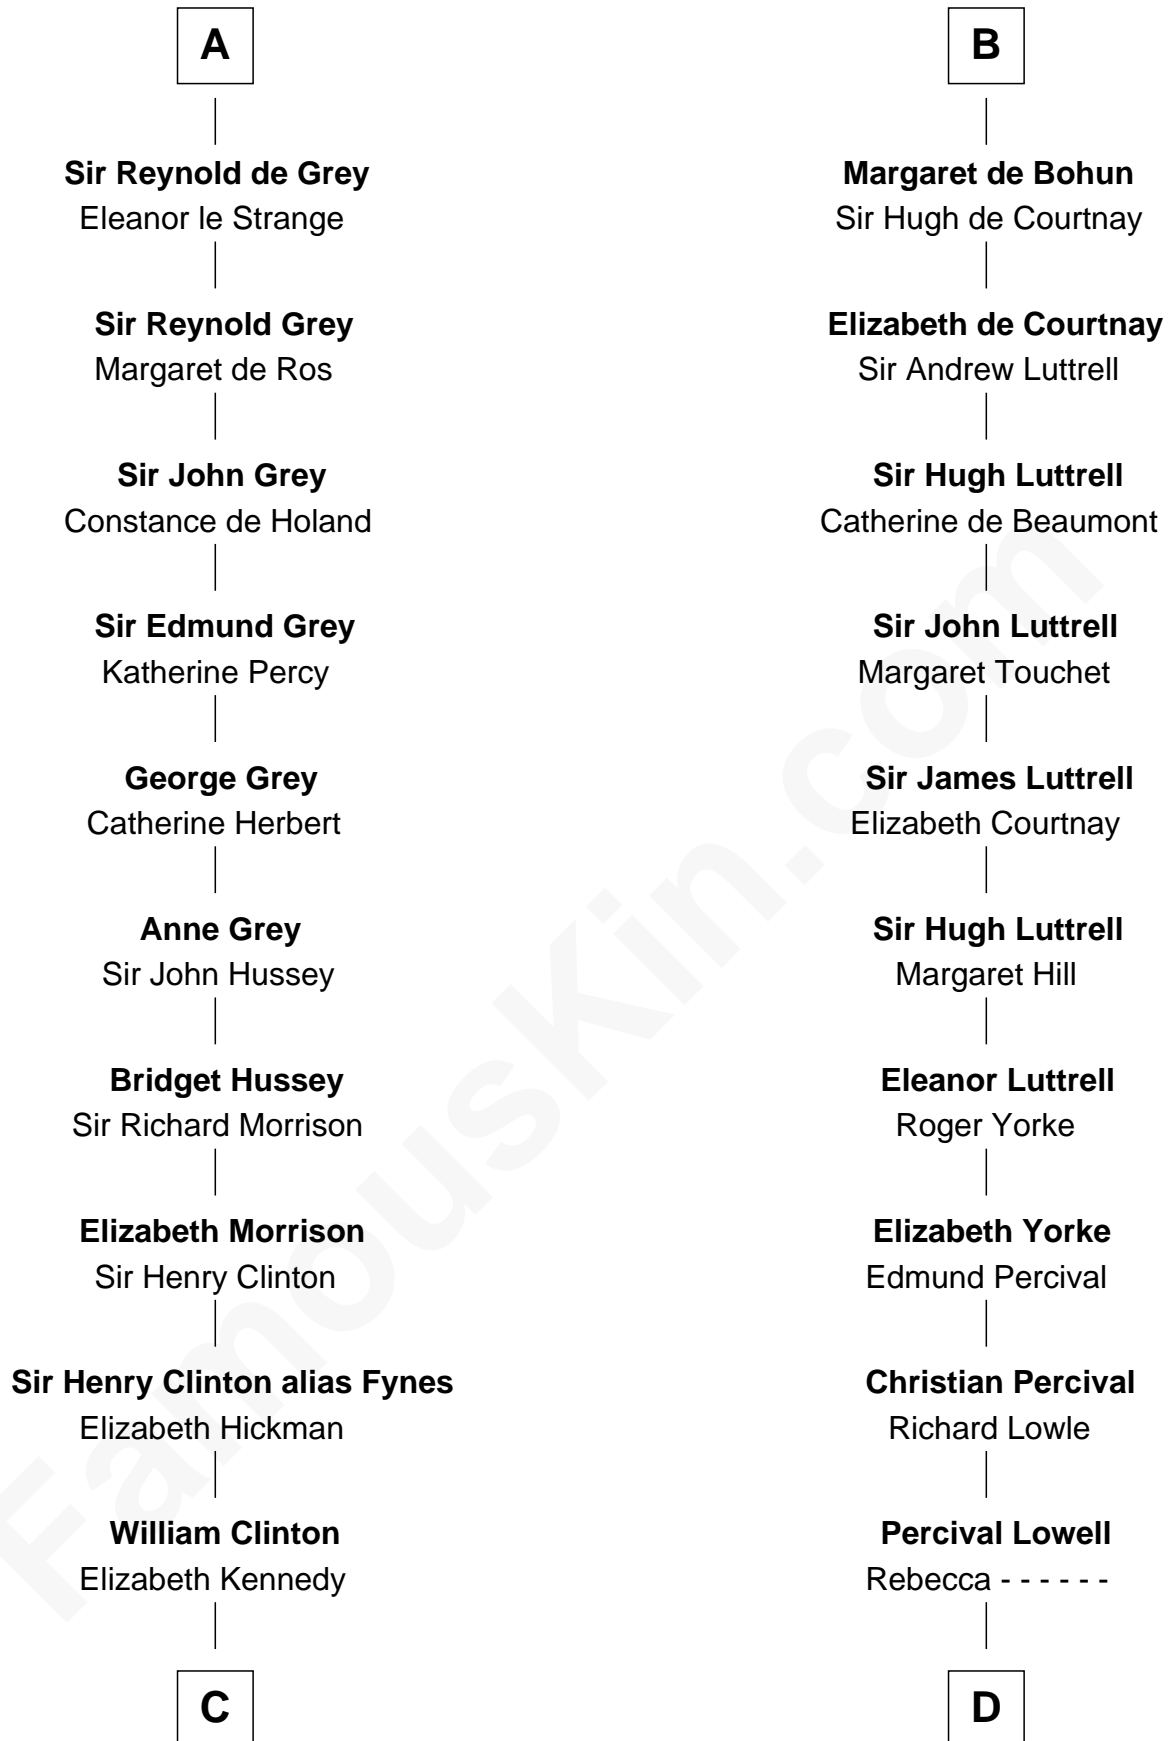 A
Sir Reynold de Grey
Eleanor le Strange
Sir Reynold Grey
Margaret de Ros
Sir John Grey
Constance de Holand
Sir Edmund Grey
Katherine Percy
George Grey
Catherine Herbert
Anne Grey
Sir John Hussey
Bridget Hussey
Sir Richard Morrison
Elizabeth Morrison
Sir Henry Clinton
Sir Henry Clinton alias Fynes
Elizabeth Hickman
William Clinton
Elizabeth Kennedy
C
B
Margaret de Bohun
Sir Hugh de Courtnay
Elizabeth de Courtnay
Sir Andrew Luttrell
Sir Hugh Luttrell
Catherine de Beaumont
Sir John Luttrell
Margaret Touchet
Sir James Luttrell
Elizabeth Courtnay
Sir Hugh Luttrell
Margaret Hill
Eleanor Luttrell
Roger Yorke
Elizabeth Yorke
Edmund Percival
Christian Percival
Richard Lowle
Percival Lowell
Rebecca - - - - - -
D
FamousKin.com